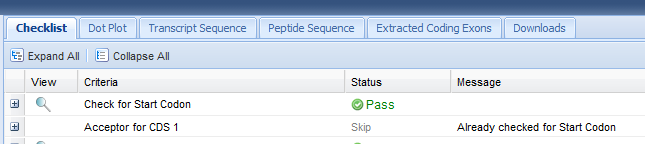 Checklist Dot Plot Transcript Sequence Peptide Sequence Extracted Coding Exons Downloads
Expand All Collapse All
View Criteria Status Message
Check for Start Codon Pass
Acceptor for CDS 1 Skip Already checked for Start Codon